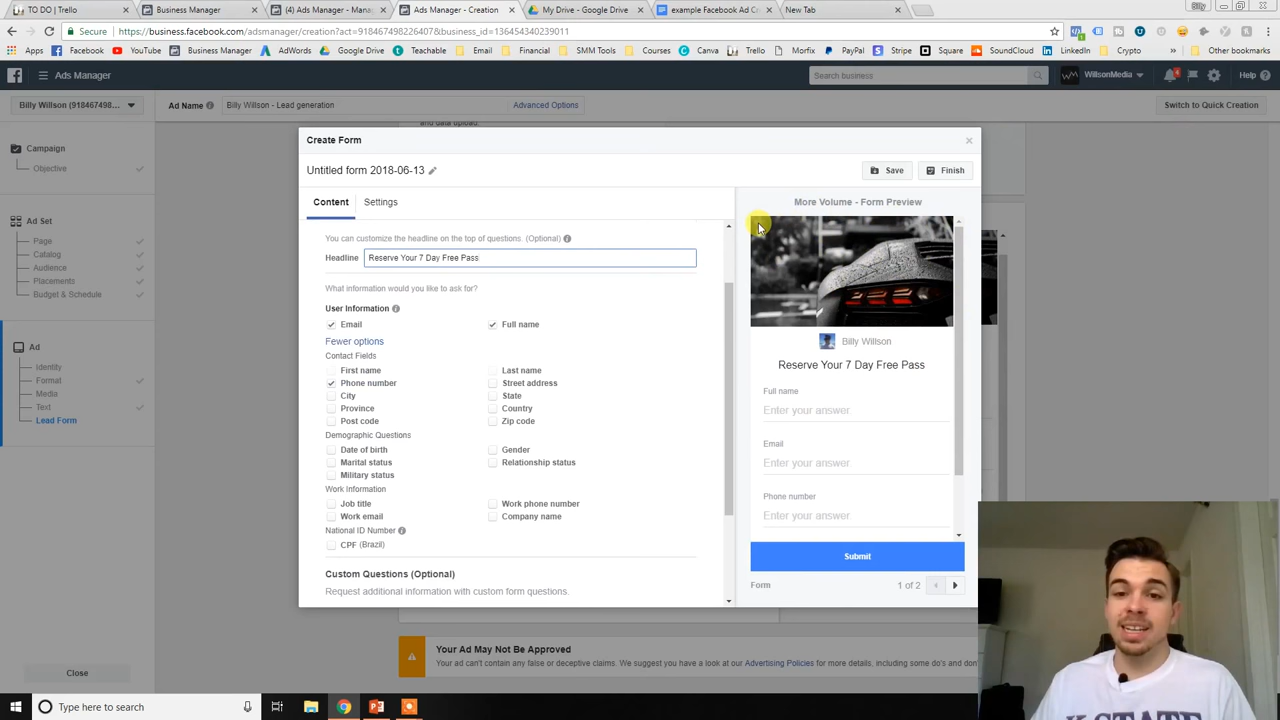 TO DO | Trello
Business Manager
(4) Ads Manager - Manag
Ads Manager - Creation
My Drive - Google Drive
example Facebook Ad C
New Tab
Billy
https://business.facebook.com/adsmanager/creation?act=918467498226407&business_id=136454340239011
Apps
Facebook
YouTube
Business Manager
AdWords
Google Drive
Teachable
Email
Financial
SMM Tools
Courses
Canva
Trello
Morfix
PayPal
Stripe
Square
SoundCloud
LinkedIn
Crypto
Other bookmarks
Ads Manager
Search business
WillsonMedia
Help
Billy Willson (918467498...
Ad Name
Billy Willson - Lead generation
Advanced Options
Switch to Quick Creation
and data upload.
Campaign
Objective
Ad Set
Page
Catalog
Audience
Placements
Budget & Schedule
Ad
Identity
Format
Media
Text
Lead Form
Close
Create Form
Untitled form 2018-06-13
Save
Finish
Content
Settings
You can customize the headline on the top of questions. (Optional)
Headline
Reserve Your 7 Day Free Pass
What information would you like to ask for?
User Information
Email
Full name
Fewer options
Contact Fields
First name
Last name
Phone number
Street address
City
State
Province
Country
Post code
Zip code
Demographic Questions
Date of birth
Gender
Marital status
Relationship status
Military status
Work Information
Job title
Work phone number
Work email
Company name
National ID Number
CPF (Brazil)
Custom Questions (Optional)
Request additional information with custom form questions.
More Volume - Form Preview
Billy Willson
Reserve Your 7 Day Free Pass
Full name
Enter your answer.
Email
Enter your answer.
Phone number
Enter your answer.
Submit
Form
1 of 2
Your Ad May Not Be Approved
Your ad can't contain any false or deceptive claims. We suggest you have a look at our Advertising Policies for more details, including some do's and don'
Type here to search